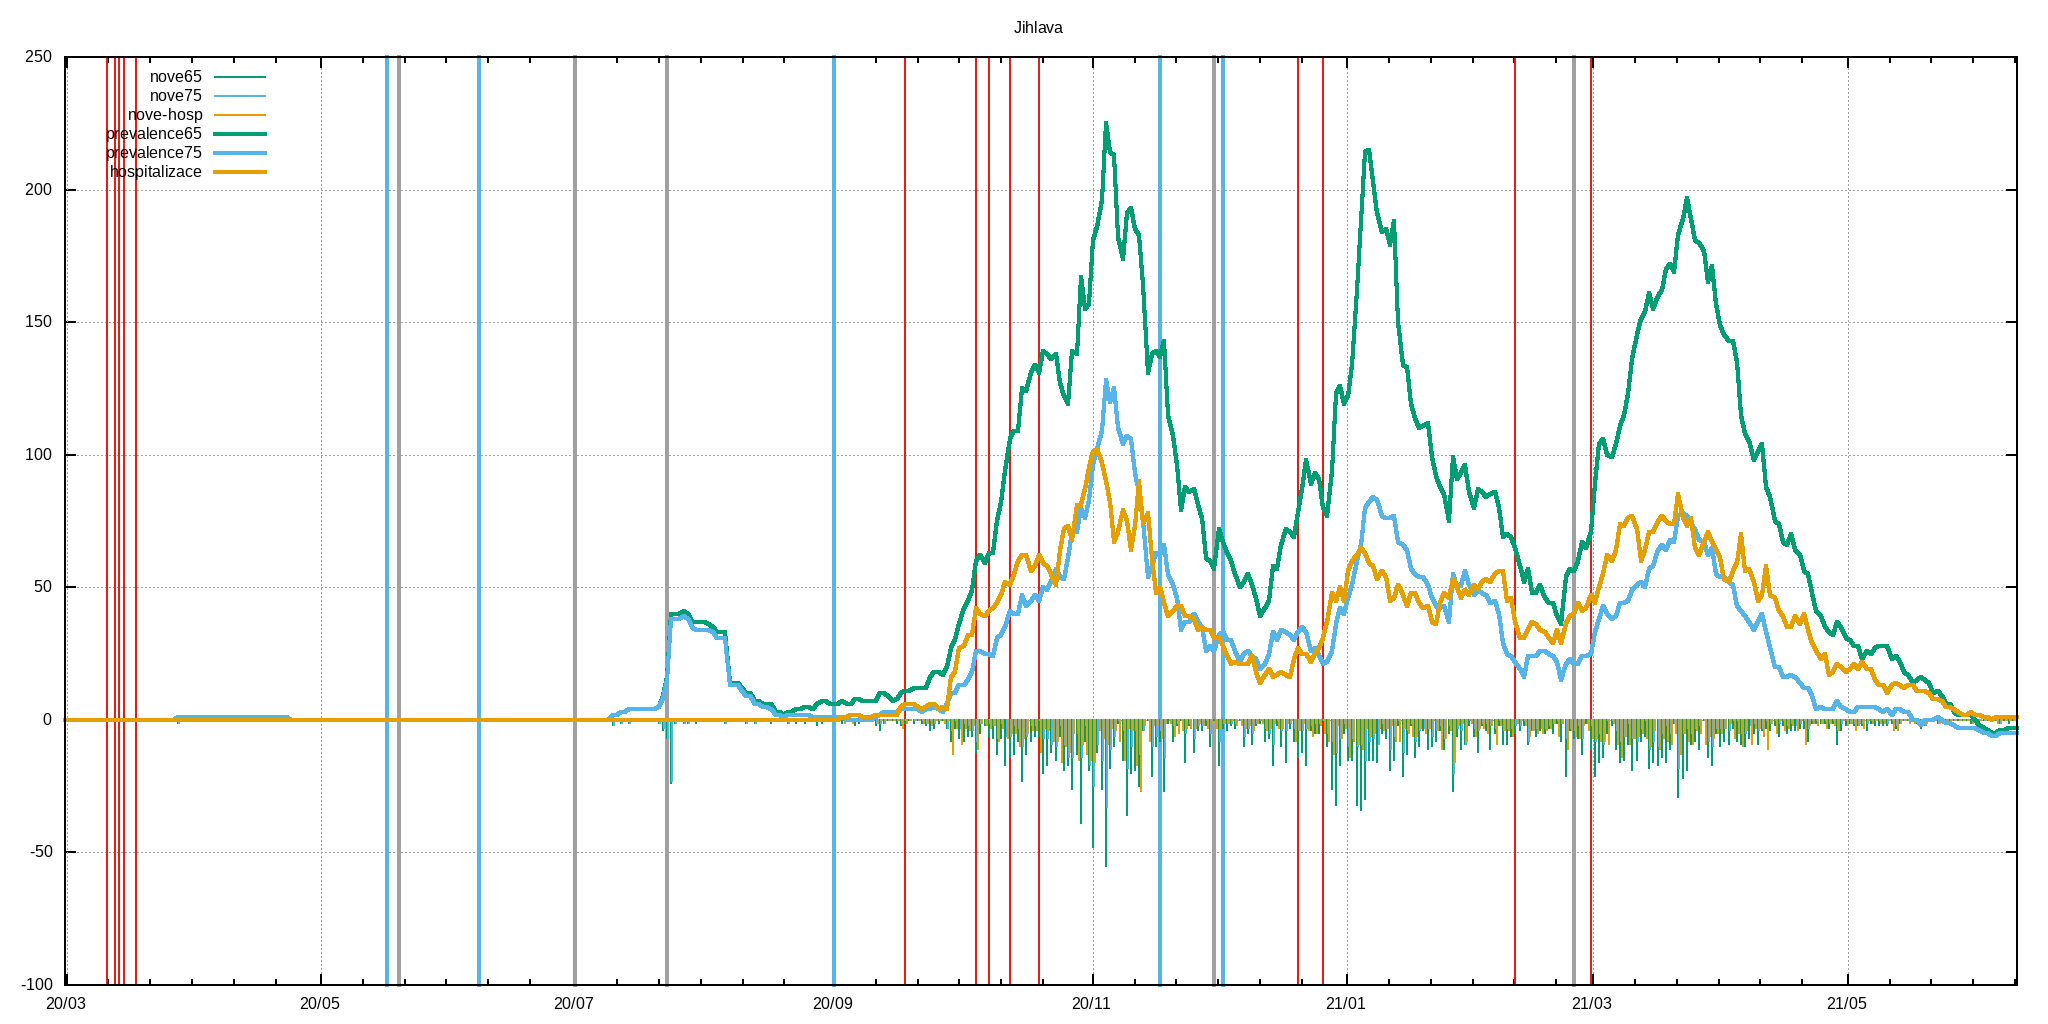 Jihlava
250
200
150
100
50
0
-50
-100
nove65
nove75
nove-hosp
prevalence65
prevalence75
hospitalizace
20/03 20/05 20/07 20/09 20/11 21/01 21/03 21/05